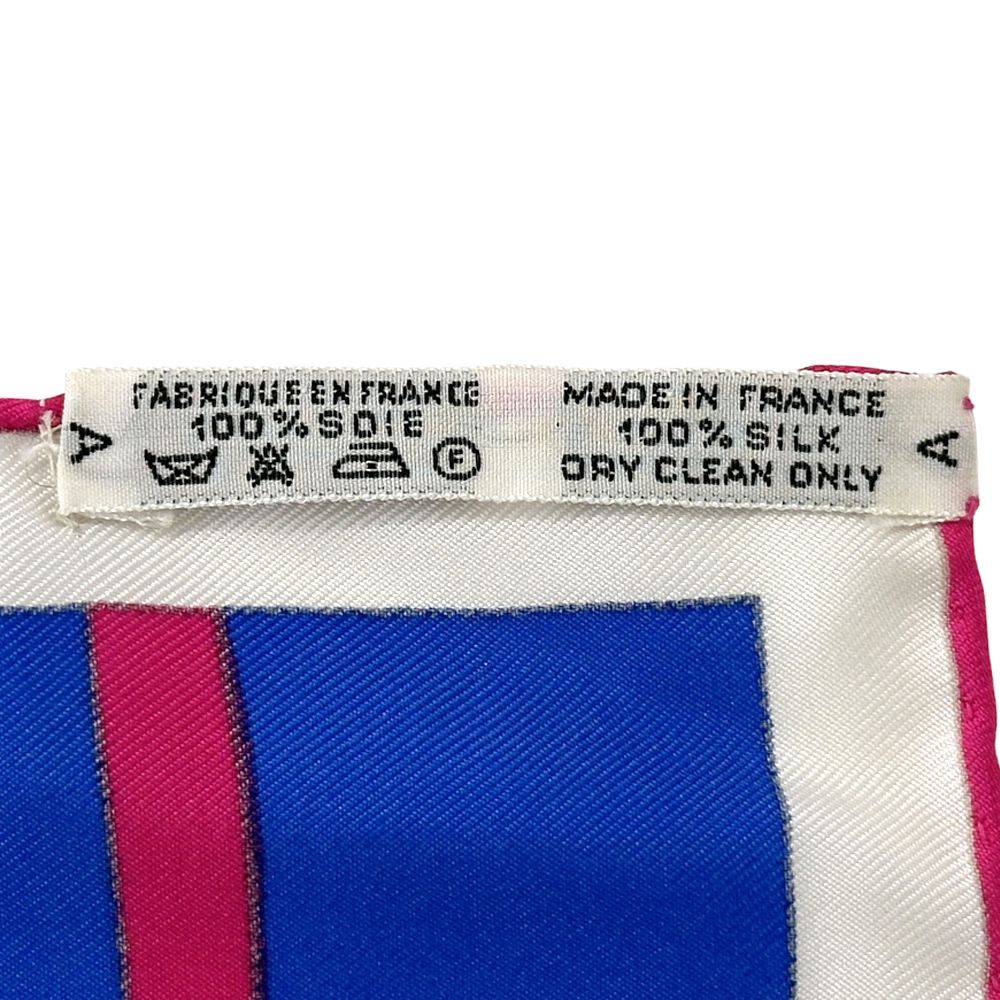 A
FABRIQUE EN FRANCE
100% SOIE
F
MADE IN FRANCE
100% SILK
DRY CLEAN ONLY
A